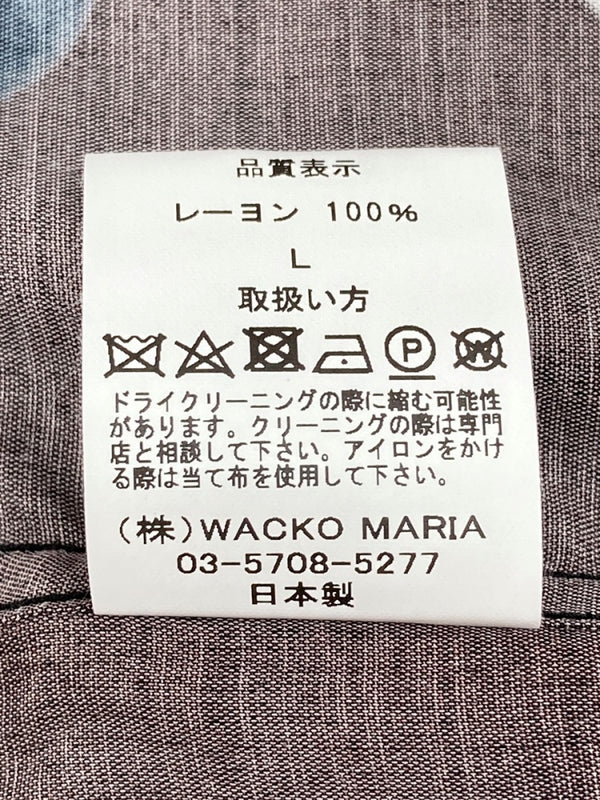 品質表示
レーヨン 100%
L
取扱い方
P W
ドライクリーニングの際に縮む可能性
があります。クリーニングの際は専門
店と相談して下さい。アイロンをかけ
る際は当て布を使用して下さい。
(株)WACKO MARIA
03-5708-5277
日本製